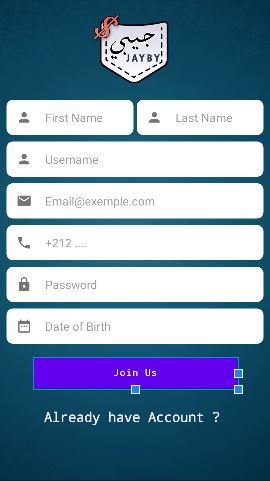 جيبي
JAYBY
First Name
Last Name
Username
Email@exemple.com
+212 ....
Password
Date of Birth
Join Us
Already have Account ?